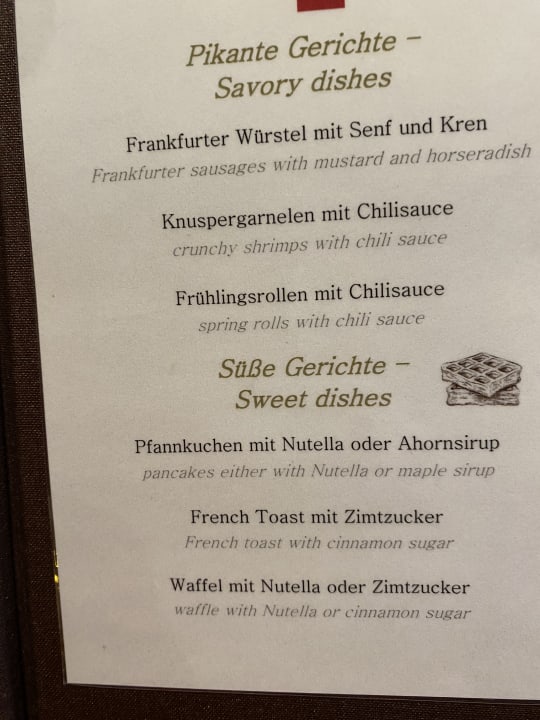 Pikante Gerichte –
Savory dishes
Frankfurter Würstel mit Senf und Kren
Frankfurter sausages with mustard and horseradish
Knuspergarnelen mit Chilisauce
crunchy shrimps with chili sauce
Frühlingsrollen mit Chilisauce
spring rolls with chili sauce
Süße Gerichte –
Sweet dishes
Pfannkuchen mit Nutella oder Ahornsirup
pancakes either with Nutella or maple sirup
French Toast mit Zimtzucker
French toast with cinnamon sugar
Waffel mit Nutella oder Zimtzucker
waffle with Nutella or cinnamon sugar